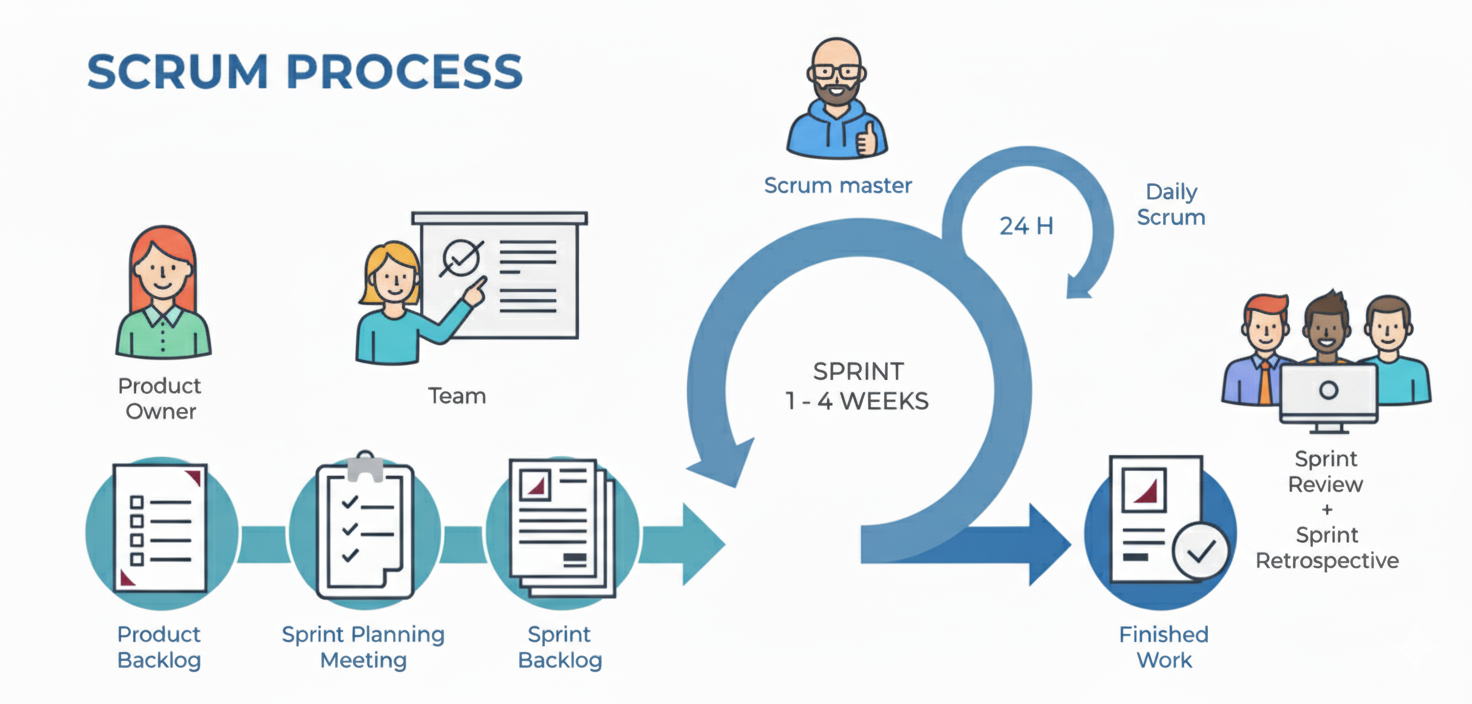 SCRUM PROCESS
Scrum master
24 H
Daily
Scrum
Product
Owner
Team
SPRINT
1 - 4 WEEKS
Sprint
Review
+
Sprint
Retrospective
Product
Backlog
Sprint Planning
Meeting
Sprint
Backlog
Finished
Work